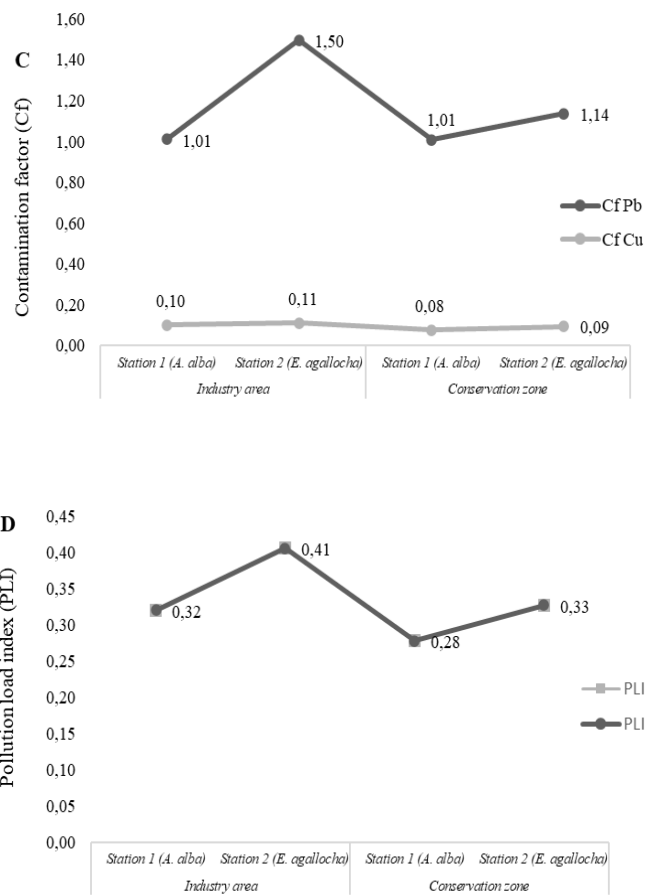 C
Contamination factor (Cf)
1,60
1,40
1,20
1,00
0,80
0,60
0,40
0,20
0,00
1,01
1,50
1,01
1,14
0,10
0,11
0,08
0,09
Cf Pb
Cf Cu
Station 1 (A. alba) Station 2 (E. agallocha) Station 1 (A. alba) Station 2 (E. agallocha)
Industry area Conservation zone
D
Pollution load index (PLI)
0,45
0,40
0,35
0,30
0,25
0,20
0,15
0,10
0,05
0,00
0,32
0,41
0,28
0,33
PLI
PLI
Station 1 (A. alba) Station 2 (E. agallocha) Station 1 (A. alba) Station 2 (E. agallocha)
Industry area Conservation zone